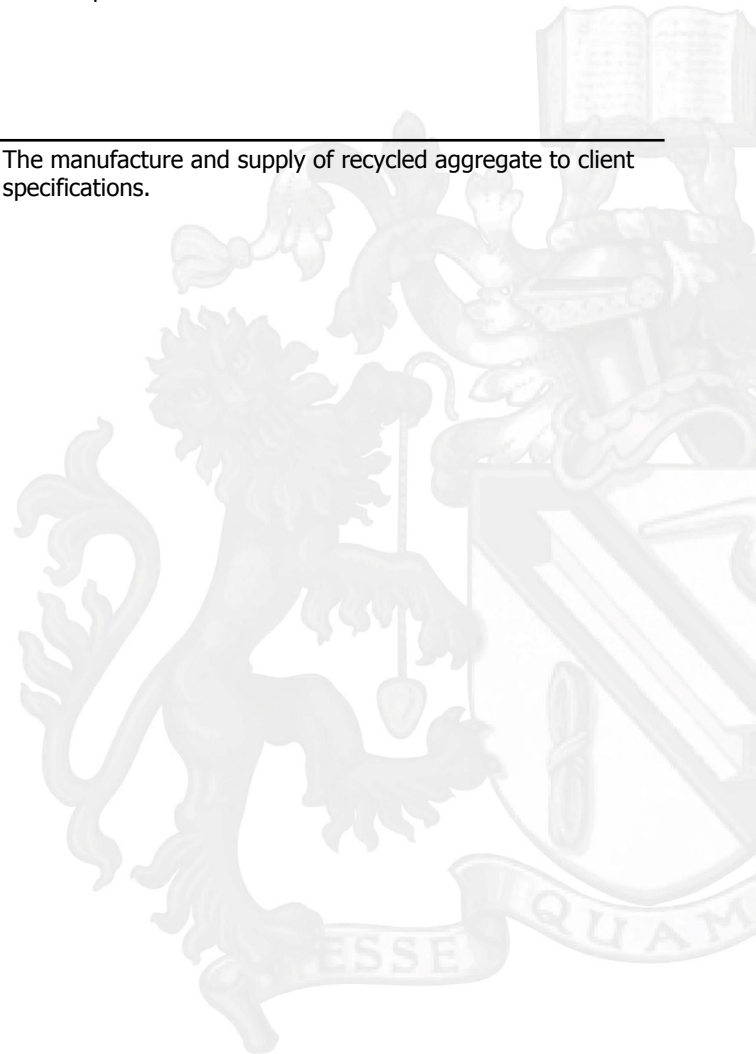 The manufacture and supply of recycled aggregate to client
specifications.
ESSE
QUAM